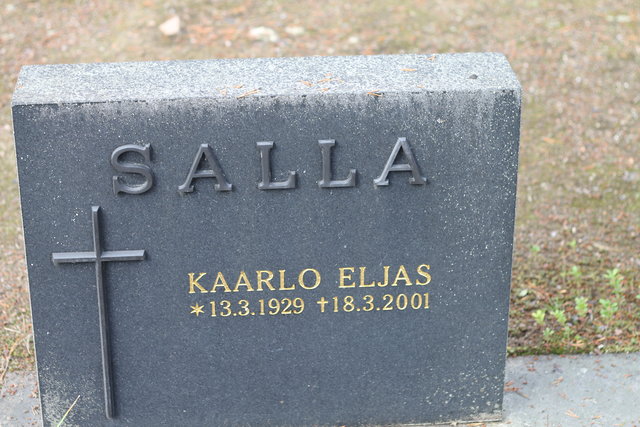 SALLA
KAARLO ELJAS
*13.3.1929 †18.3.2001